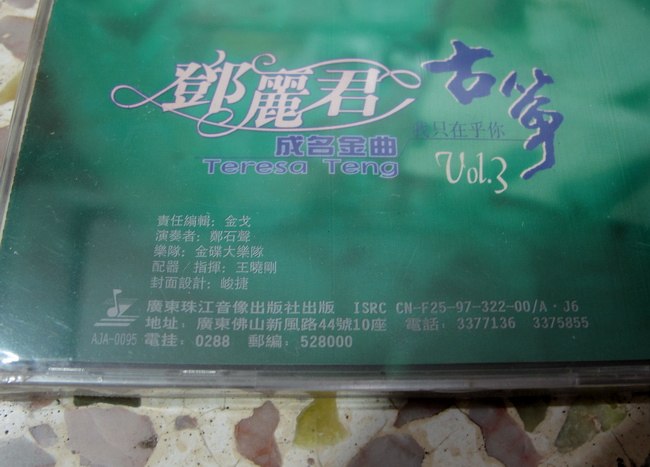 鄧麗君
成名金曲
Teresa Teng
古箏
我只在乎你
Vol.3
責任編輯：金戈
演奏者：鄭石聲
樂隊：金碟大樂隊
配器／指揮：王曉剛
封面設計：峻捷
廣東珠江音像出版社出版 ISRC CN-F25-97-322-00/A·J6
地址：廣東佛山新風路44號10座 電話：3377136 3375855
AJA-0095 電挂：0288 郵編：528000